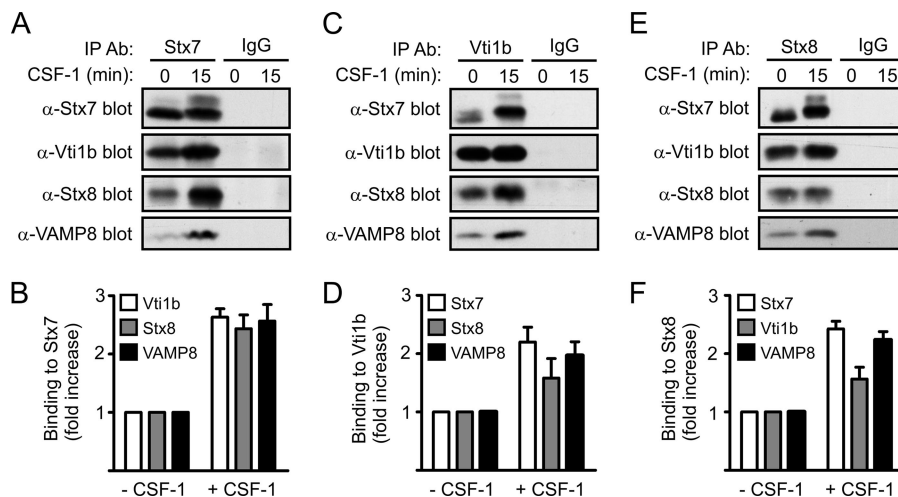 A
IP Ab: Stx7 IgG
CSF-1 (min): 0 15 0 15
α-Stx7 blot
α-Vti1b blot
α-Stx8 blot
α-VAMP8 blot
C
IP Ab: Vti1b IgG
CSF-1 (min): 0 15 0 15
α-Stx7 blot
α-Vti1b blot
α-Stx8 blot
α-VAMP8 blot
E
IP Ab: Stx8 IgG
CSF-1 (min): 0 15 0 15
α-Stx7 blot
α-Vti1b blot
α-Stx8 blot
α-VAMP8 blot
B
Binding to Stx7
(fold increase)
3
2
1
Vti1b
Stx8
VAMP8
- CSF-1 + CSF-1
D
Binding to Vti1b
(fold increase)
3
2
1
Stx7
Stx8
VAMP8
- CSF-1 + CSF-1
F
Binding to Stx8
(fold increase)
3
2
1
Stx7
Vti1b
VAMP8
- CSF-1 + CSF-1